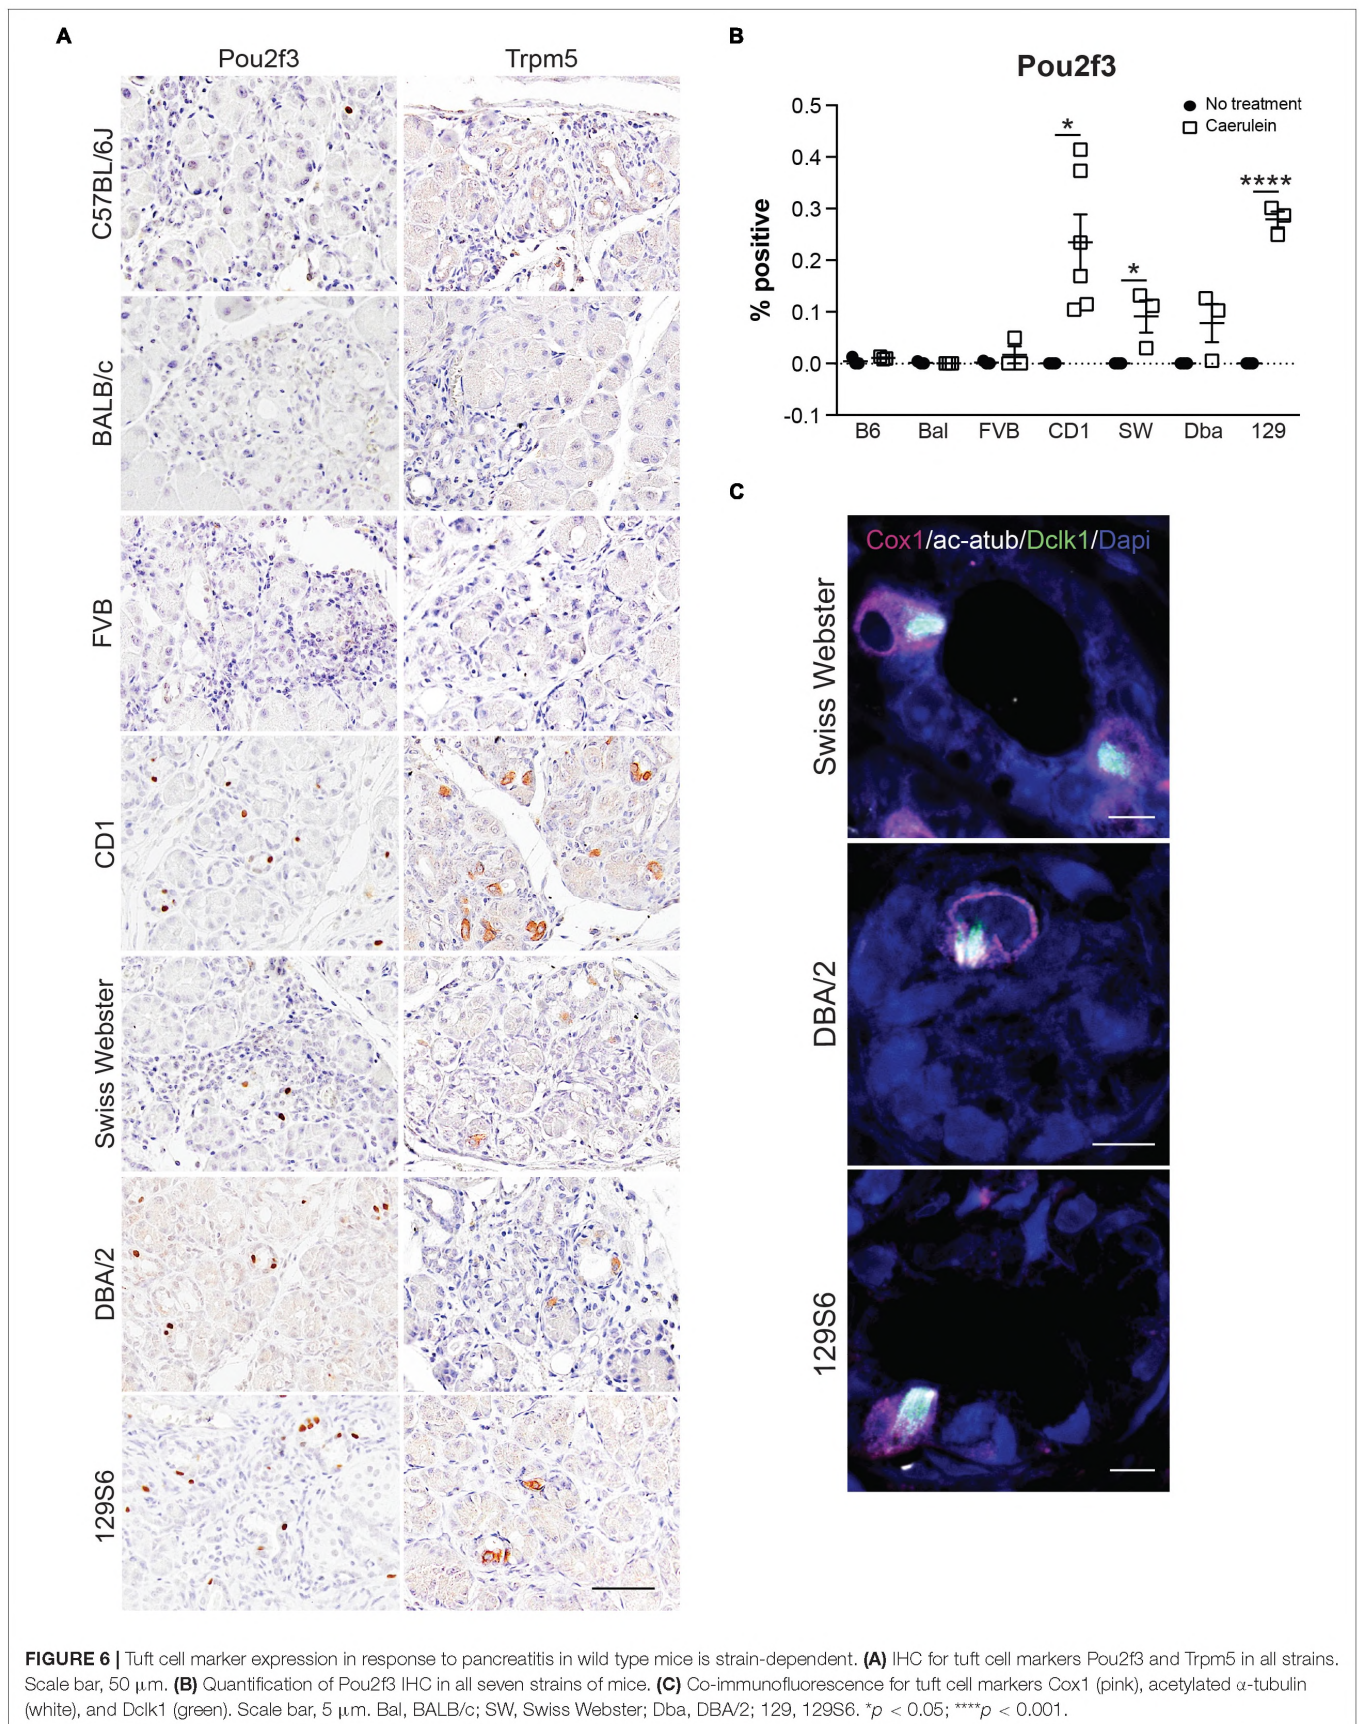 A
Pou2f3
Trpm5
C57BL/6J
BALB/c
FVB
CD1
Swiss Webster
DBA/2
129S6
B
Pou2f3
No treatment
Caerulein
% positive
0.5
0.4
0.3
0.2
0.1
0.0
-0.1
*
*
****
B6 Bal FVB CD1 SW Dba 129
C
Cox1/ac-atub/Dclk1/Dapi
Swiss Webster
DBA/2
129S6
FIGURE 6 | Tuft cell marker expression in response to pancreatitis in wild type mice is strain-dependent. (A) IHC for tuft cell markers Pou2f3 and Trpm5 in all strains.
Scale bar, 50 μm. (B) Quantification of Pou2f3 IHC in all seven strains of mice. (C) Co-immunofluorescence for tuft cell markers Cox1 (pink), acetylated α-tubulin
(white), and Dclk1 (green). Scale bar, 5 μm. Bal, BALB/c; SW, Swiss Webster; Dba, DBA/2; 129, 129S6. *p < 0.05; ****p < 0.001.